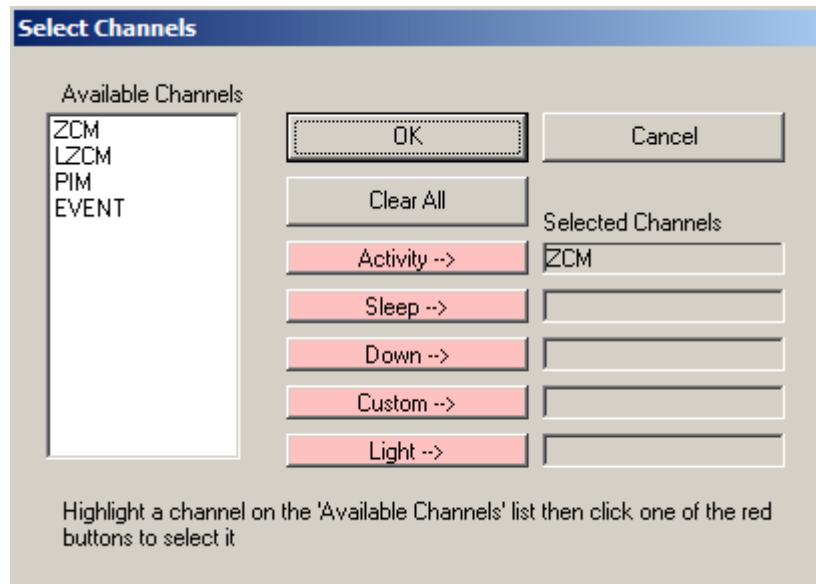 Select Channels
Available Channels
ZCM
LZCM
PIM
EVENT
OK
Cancel
Clear All
Selected Channels
Activity -->
ZCM
Sleep -->
Down -->
Custom -->
Light -->
Highlight a channel on the 'Available Channels' list then click one of the red
buttons to select it